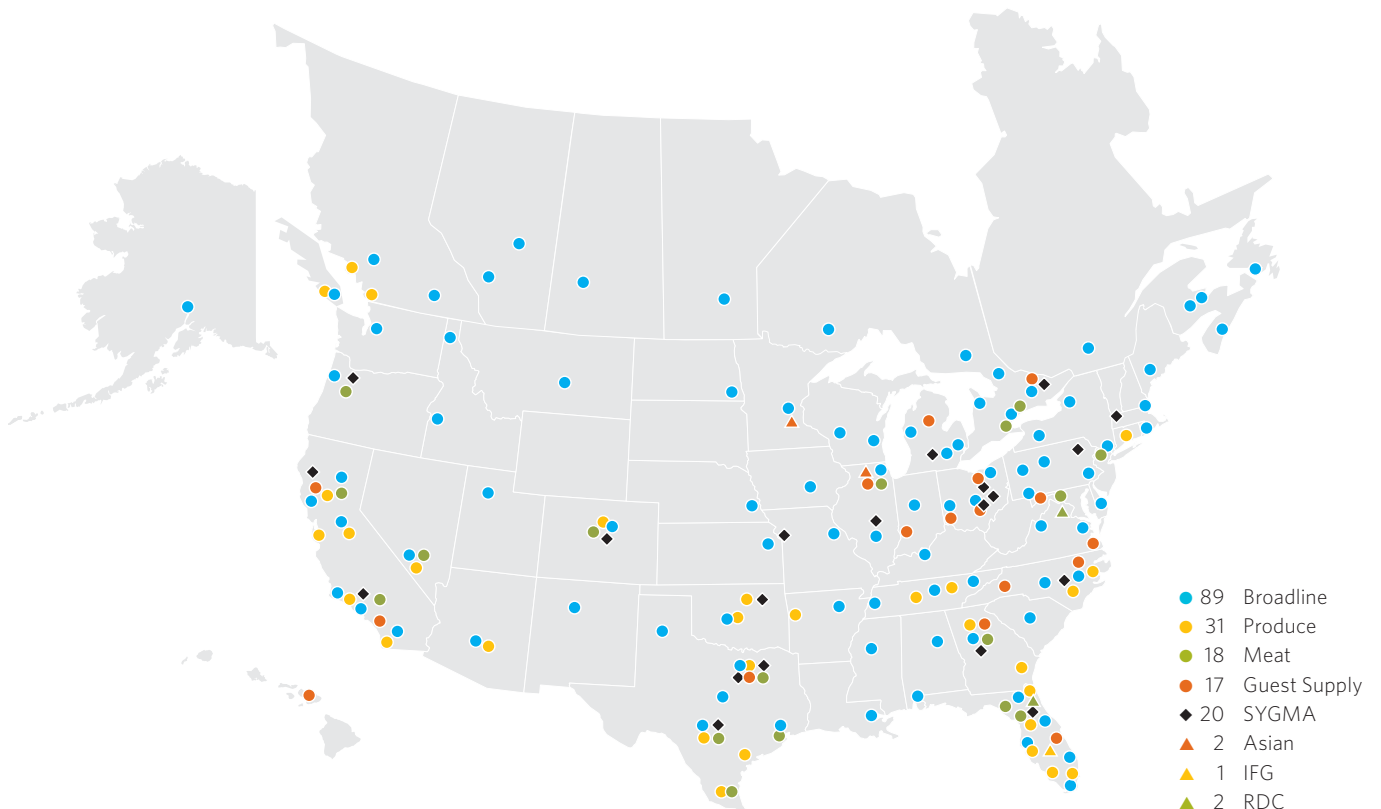 89 Broadline
31 Produce
18 Meat
17 Guest Supply
20 SYGMA
2 Asian
1 IFG
2 RDC